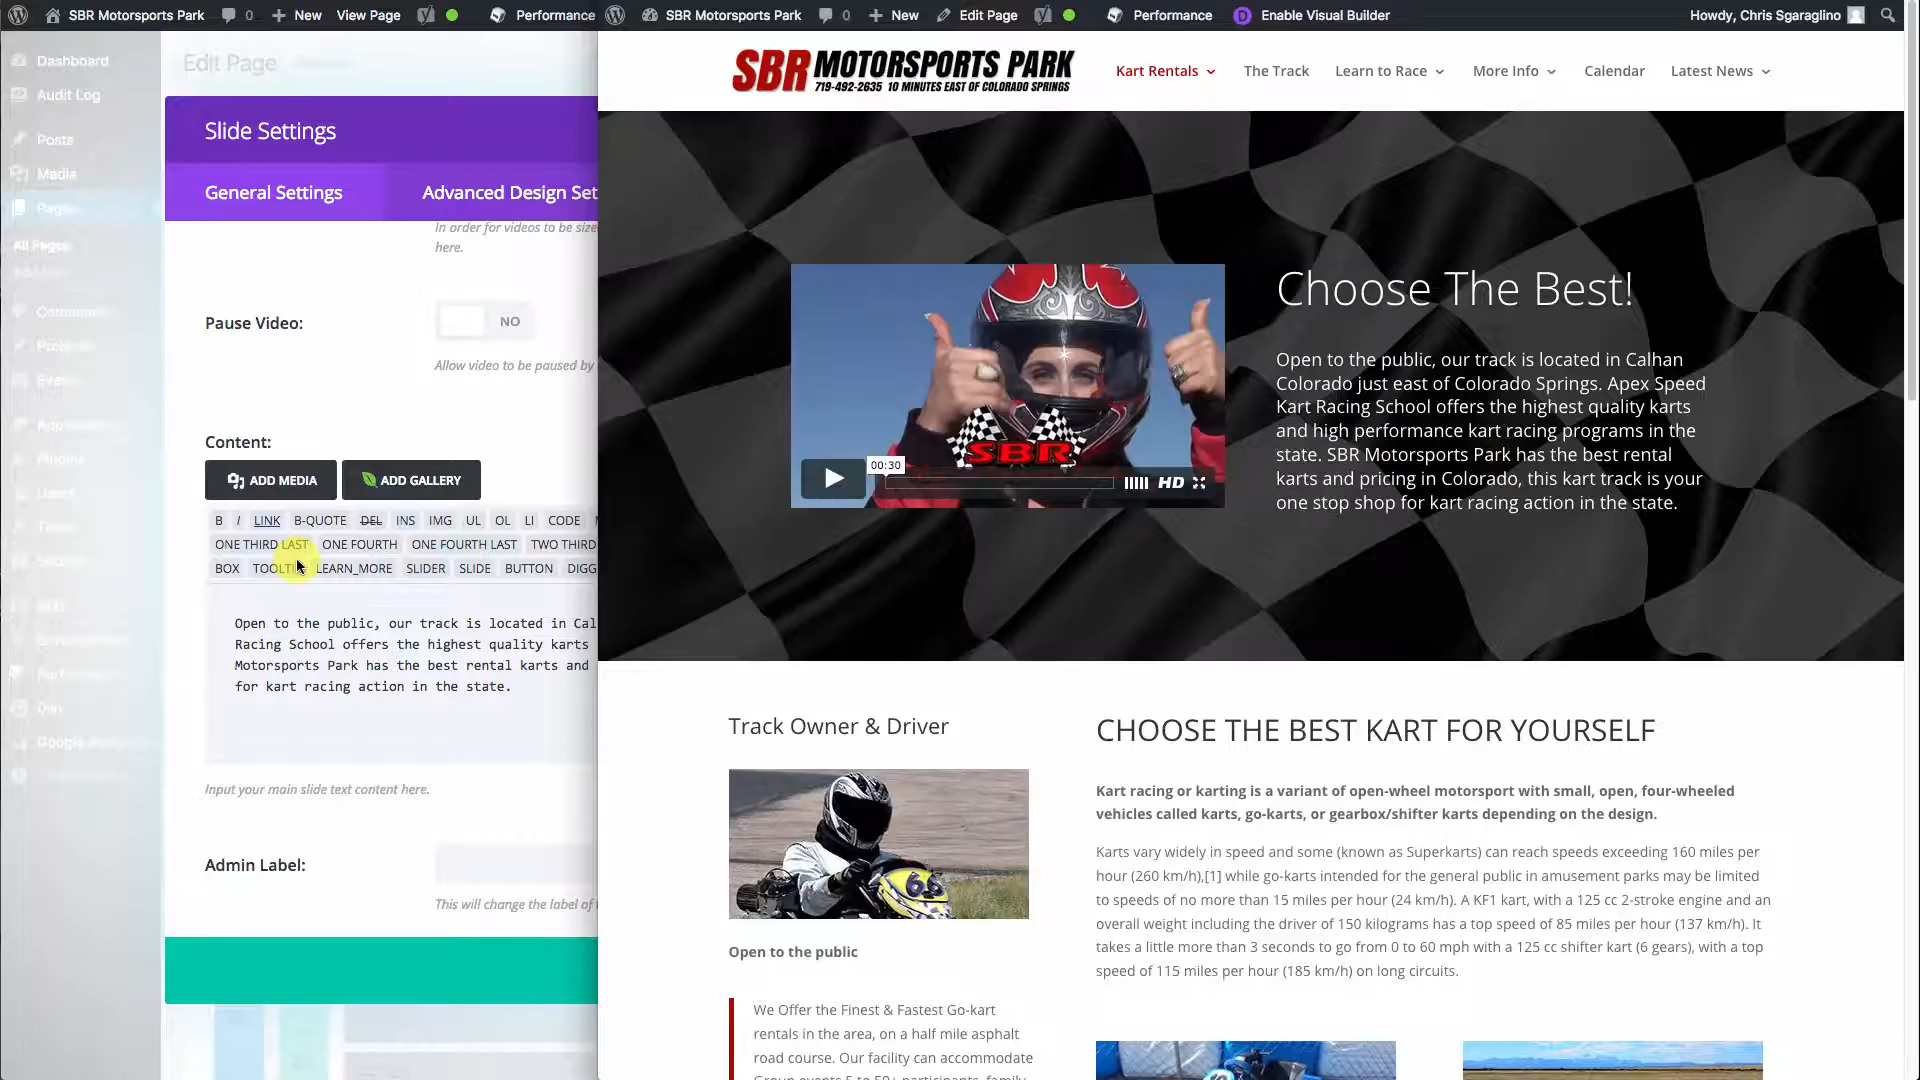 SBR Motorsports Park
0
New
View Page
Performance
SBR Motorsports Park
0
New
Edit Page
Performance
Enable Visual Builder
Howdy, Chris Sgaraglino
Dashboard
Audit Log
Posts
Media
All Pages
Edit Page
Slide Settings
General Settings
Advanced Design Set
In order for videos to be size
here.
Pause Video:
NO
Allow video to be paused by
Content:
ADD MEDIA
ADD GALLERY
B I LINK B-QUOTE DEL INS IMG UL OL LI CODE
ONE THIRD LAST ONE FOURTH ONE FOURTH LAST TWO THIRD
BOX LEARN_MORE SLIDER SLIDE BUTTON DIGG
Open to the public, our track is located in Cal
Racing School offers the highest quality karts
Motorsports Park has the best rental karts and
for kart racing action in the state.
Input your main slide text content here.
Admin Label:
This will change the label of
SBR MOTORSPORTS PARK
719-492-2635 10 MINUTES EAST OF COLORADO SPRINGS
Kart Rentals
The Track
Learn to Race
More Info
Calendar
Latest News
SBR
00:30
HD
Choose The Best!
Open to the public, our track is located in Calhan
Colorado just east of Colorado Springs. Apex Speed
Kart Racing School offers the highest quality karts
and high performance kart racing programs in the
state. SBR Motorsports Park has the best rental
karts and pricing in Colorado, this kart track is your
one stop shop for kart racing action in the state.
Track Owner & Driver
66
Open to the public
We Offer the Finest & Fastest Go-kart
rentals in the area, on a half mile asphalt
road course. Our facility can accommodate
Group events 5 to 50+ participants, family
CHOOSE THE BEST KART FOR YOURSELF
Kart racing or karting is a variant of open-wheel motorsport with small, open, four-wheeled
vehicles called karts, go-karts, or gearbox/shifter karts depending on the design.
Karts vary widely in speed and some (known as Superkarts) can reach speeds exceeding 160 miles per
hour (260 km/h),[1] while go-karts intended for the general public in amusement parks may be limited
to speeds of no more than 15 miles per hour (24 km/h). A KF1 kart, with a 125 cc 2-stroke engine and an
overall weight including the driver of 150 kilograms has a top speed of 85 miles per hour (137 km/h). It
takes a little more than 3 seconds to go from 0 to 60 mph with a 125 cc shifter kart (6 gears), with a top
speed of 115 miles per hour (185 km/h) on long circuits.